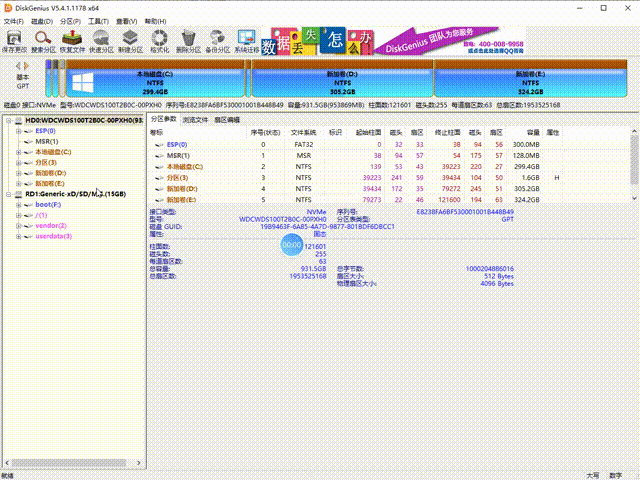 DiskGenius V5.4.1.1178 x64
文件(F) 磁盘(D) 分区(P) 工具(T) 查看(V) 帮助(H)
保存更改 搜索分区 恢复文件 快速分区 新建分区 格式化 删除分区 备份分区 系统迁移
数据丢失怎么办
DiskGenius 团队为您服务
致电: 400-008-9958
或点击此处选择QQ咨询
基本
GPT
本地磁盘(C:)
NTFS
299.4GB
新加卷(D:)
NTFS
305.2GB
新加卷(E:)
NTFS
324.2GB
磁盘0 接口:NVMe 型号:WDCWDS100T2B0C-00PXH0 序列号:E8238FA6BF530001001B448B49 容量:931.5GB(953869MB) 柱面数:121601 磁头数:255 每道扇区数:63 总扇区数:1953525168
HD0:WDCWDS100T2B0C-00PXH0(931
ESP(0)
MSR(1)
本地磁盘(C:)
分区(3)
新加卷(D:)
新加卷(E:)
RD1:Generic-xD/SD/M.S.(15GB)
boot(F:)
/(1)
vendor(2)
userdata(3)
分区参数 浏览文件 扇区编辑
卷标 序号(状态) 文件系统 标识 起始柱面 磁头 扇区 终止柱面 磁头 扇区 容量 属性
ESP(0) 0 FAT32 0 32 33 38 94 56 300.0MB
MSR(1) 1 MSR 38 94 57 54 175 57 128.0MB
本地磁盘(C:) 2 NTFS 139 53 43 39223 220 27 299.4GB
分区(3) 3 NTFS 39223 241 59 39434 104 50 1.6GB H
新加卷(D:) 4 NTFS 39434 172 35 79272 245 51 305.2GB
新加卷(E:) 5 NTFS 79273 22 46 121600 194 63 324.2GB
接口类型: NVMe 序列号: E8238FA6BF530001001B448B49
型号: WDCWDS100T2B0C-00PXH0 分区表类型: GPT
磁盘 GUID: 19B9463F-6A85-4A7D-9877-801BDF6DBCC1
属性: 固态
00:00
柱面数: 121601
磁头数: 255
每道扇区数: 63
总容量: 931.5GB 总字节数: 1000204886016
总扇区数: 1953525168 扇区大小: 512 Bytes
物理扇区大小: 4096 Bytes
就绪 大写 数字